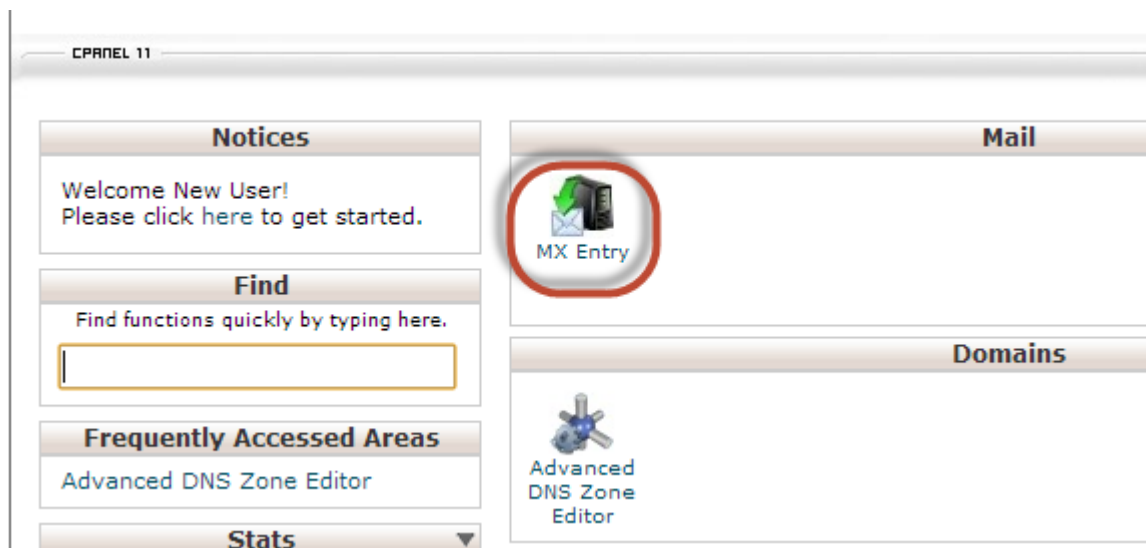 CPANEL 11
Notices
Welcome New User!
Please click here to get started.
Find
Find functions quickly by typing here.
Frequently Accessed Areas
Advanced DNS Zone Editor
Stats
Mail
MX Entry
Domains
Advanced
DNS Zone
Editor